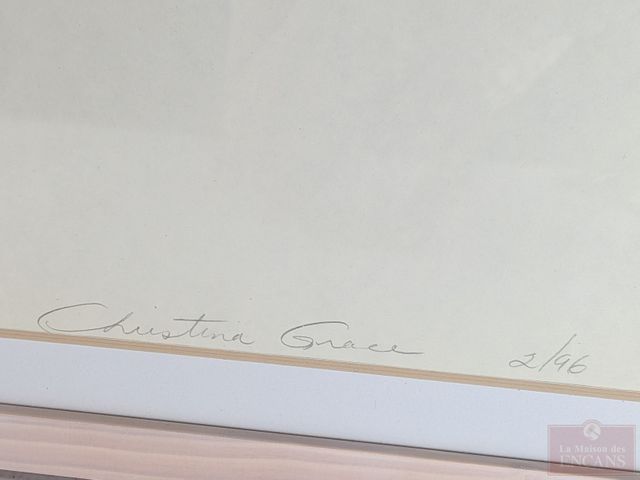 Christina Grace 2/96
La Maison des
ENCANS